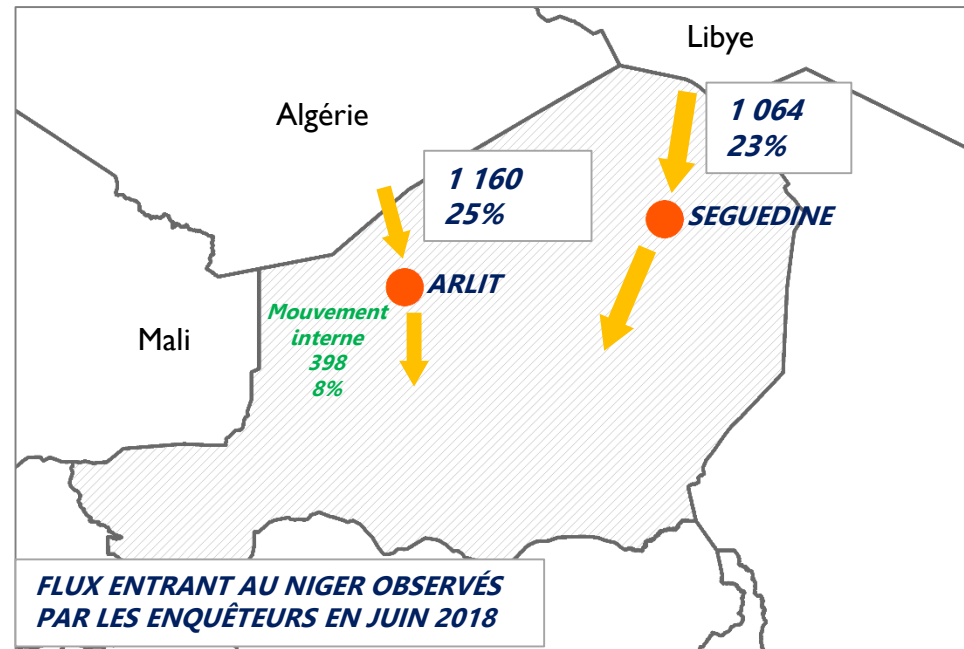 Libye
Algérie
1 064
23%
1 160
25%
SEGUEDINE
ARLIT
Mouvement
interne
398
8%
Mali
FLUX ENTRANT AU NIGER OBSERVÉS
PAR LES ENQUÊTEURS EN JUIN 2018